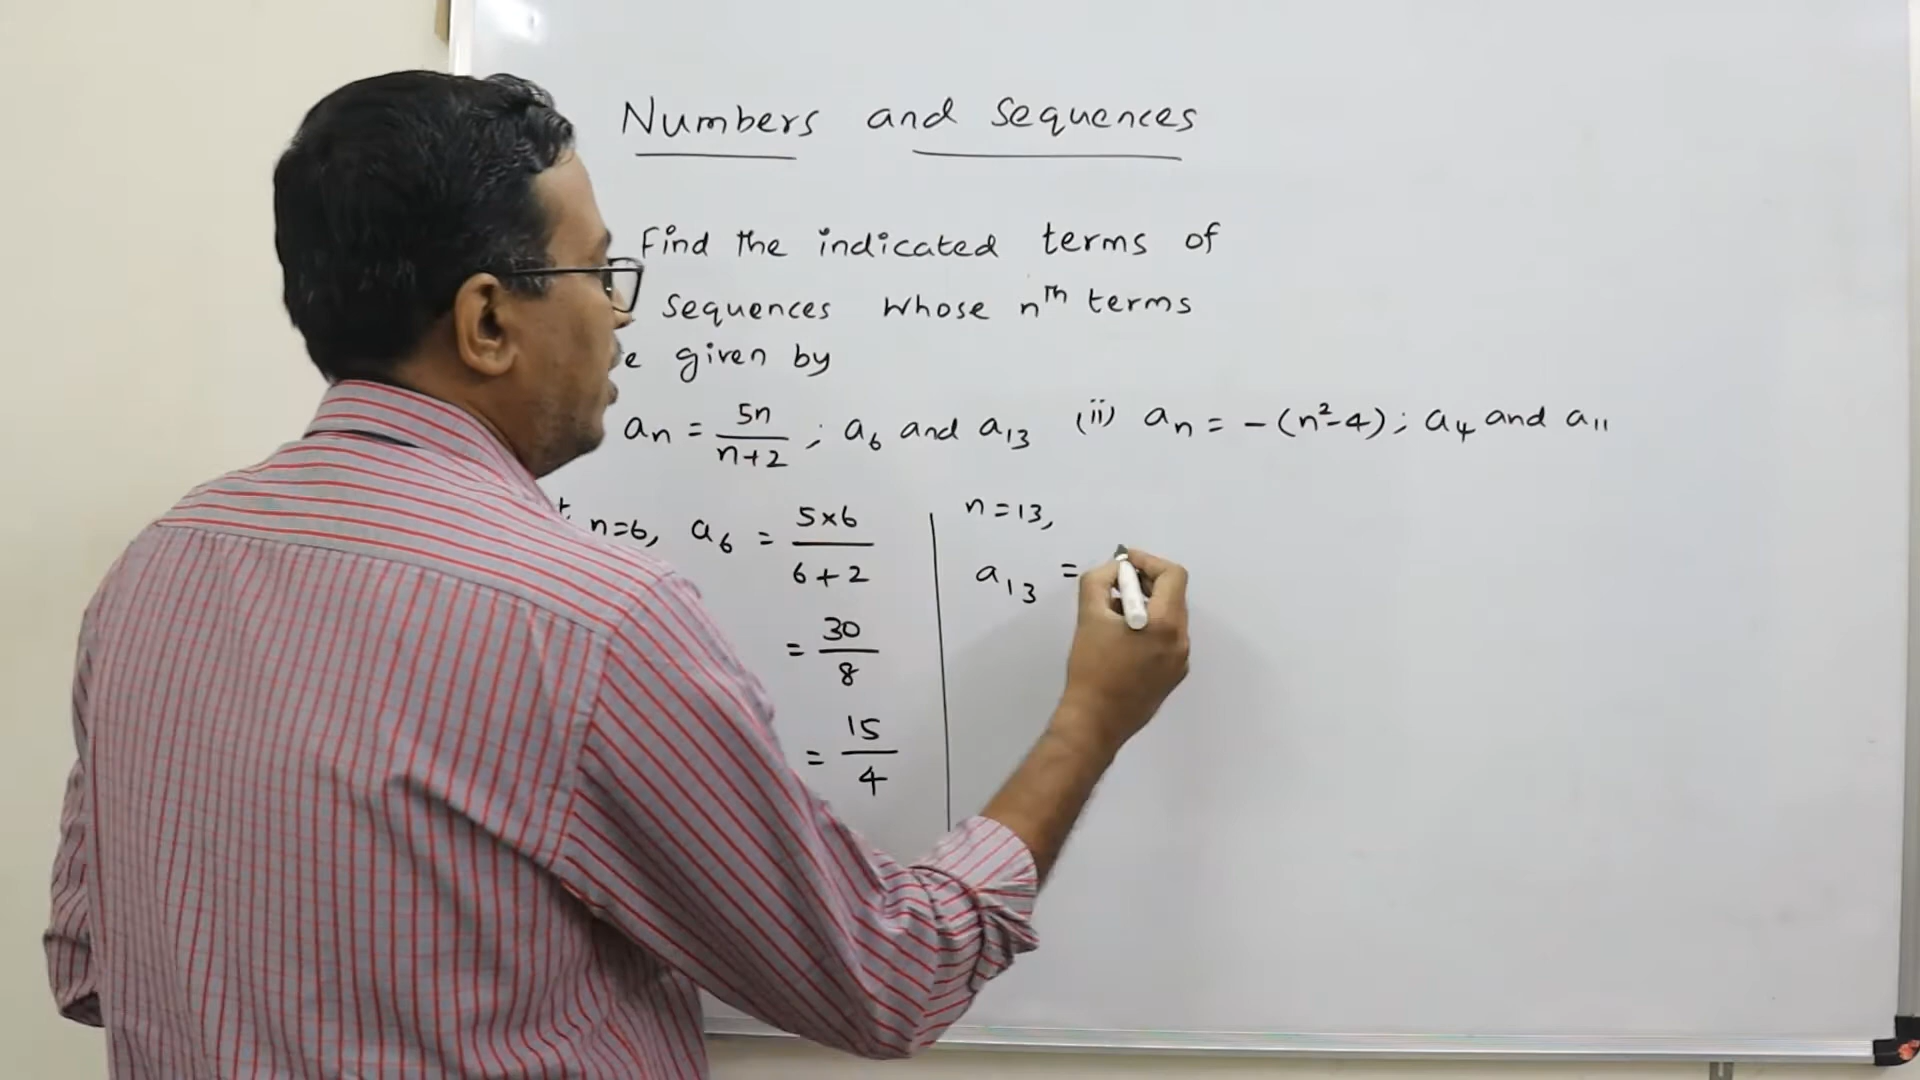 Numbers and Sequences
Find the indicated terms of
sequences whose nᵗʰ terms
given by
aₙ = 5n/(n+2) ; a₆ and a₁₃ (ii) aₙ = -(n²-4) ; a₄ and a₁₁
n=6, a₆ = (5×6)/(6+2)
= 30/8
= 15/4
n=13,
a₁₃ =